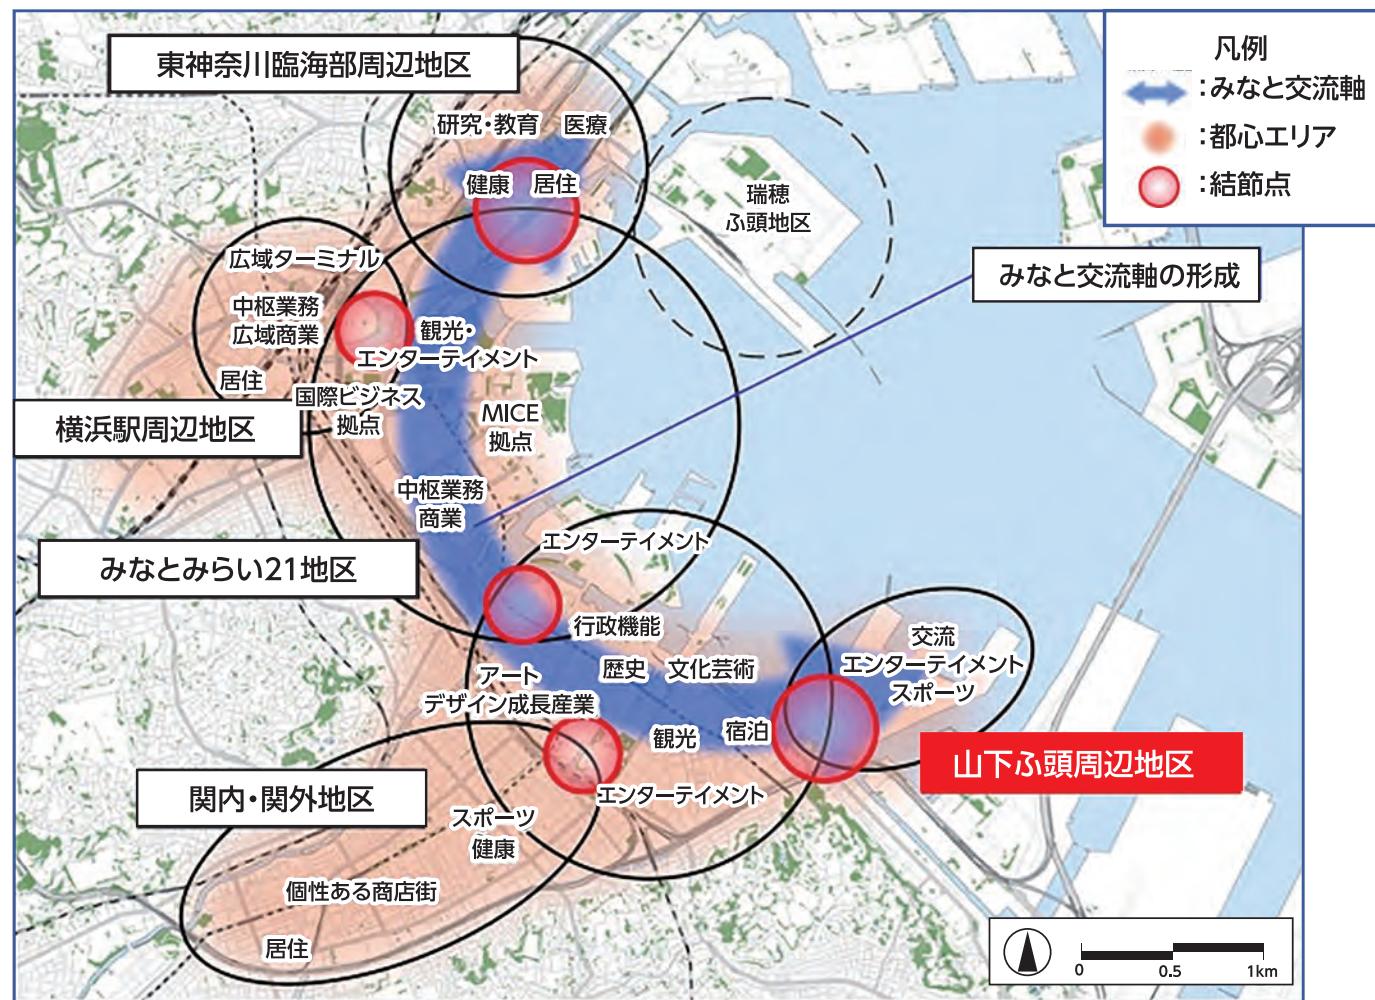 東神奈川臨海部周辺地区
凡例
:みなと交流軸
:都心エリア
:結節点
研究・教育 医療
健康 居住
瑞穂
ふ頭地区
広域ターミナル
中枢業務
広域商業
居住
みなと交流軸の形成
観光・
エンターテイメント
国際ビジネス
拠点
MICE
拠点
横浜駅周辺地区
中枢業務
商業
エンターテイメント
みなとみらい21地区
行政機能
歴史 文化芸術
アート
デザイン成長産業
交流
エンターテイメント
スポーツ
観光
宿泊
山下ふ頭周辺地区
関内・関外地区
エンターテイメント
スポーツ
健康
個性ある商店街
居住
0 0.5 1km